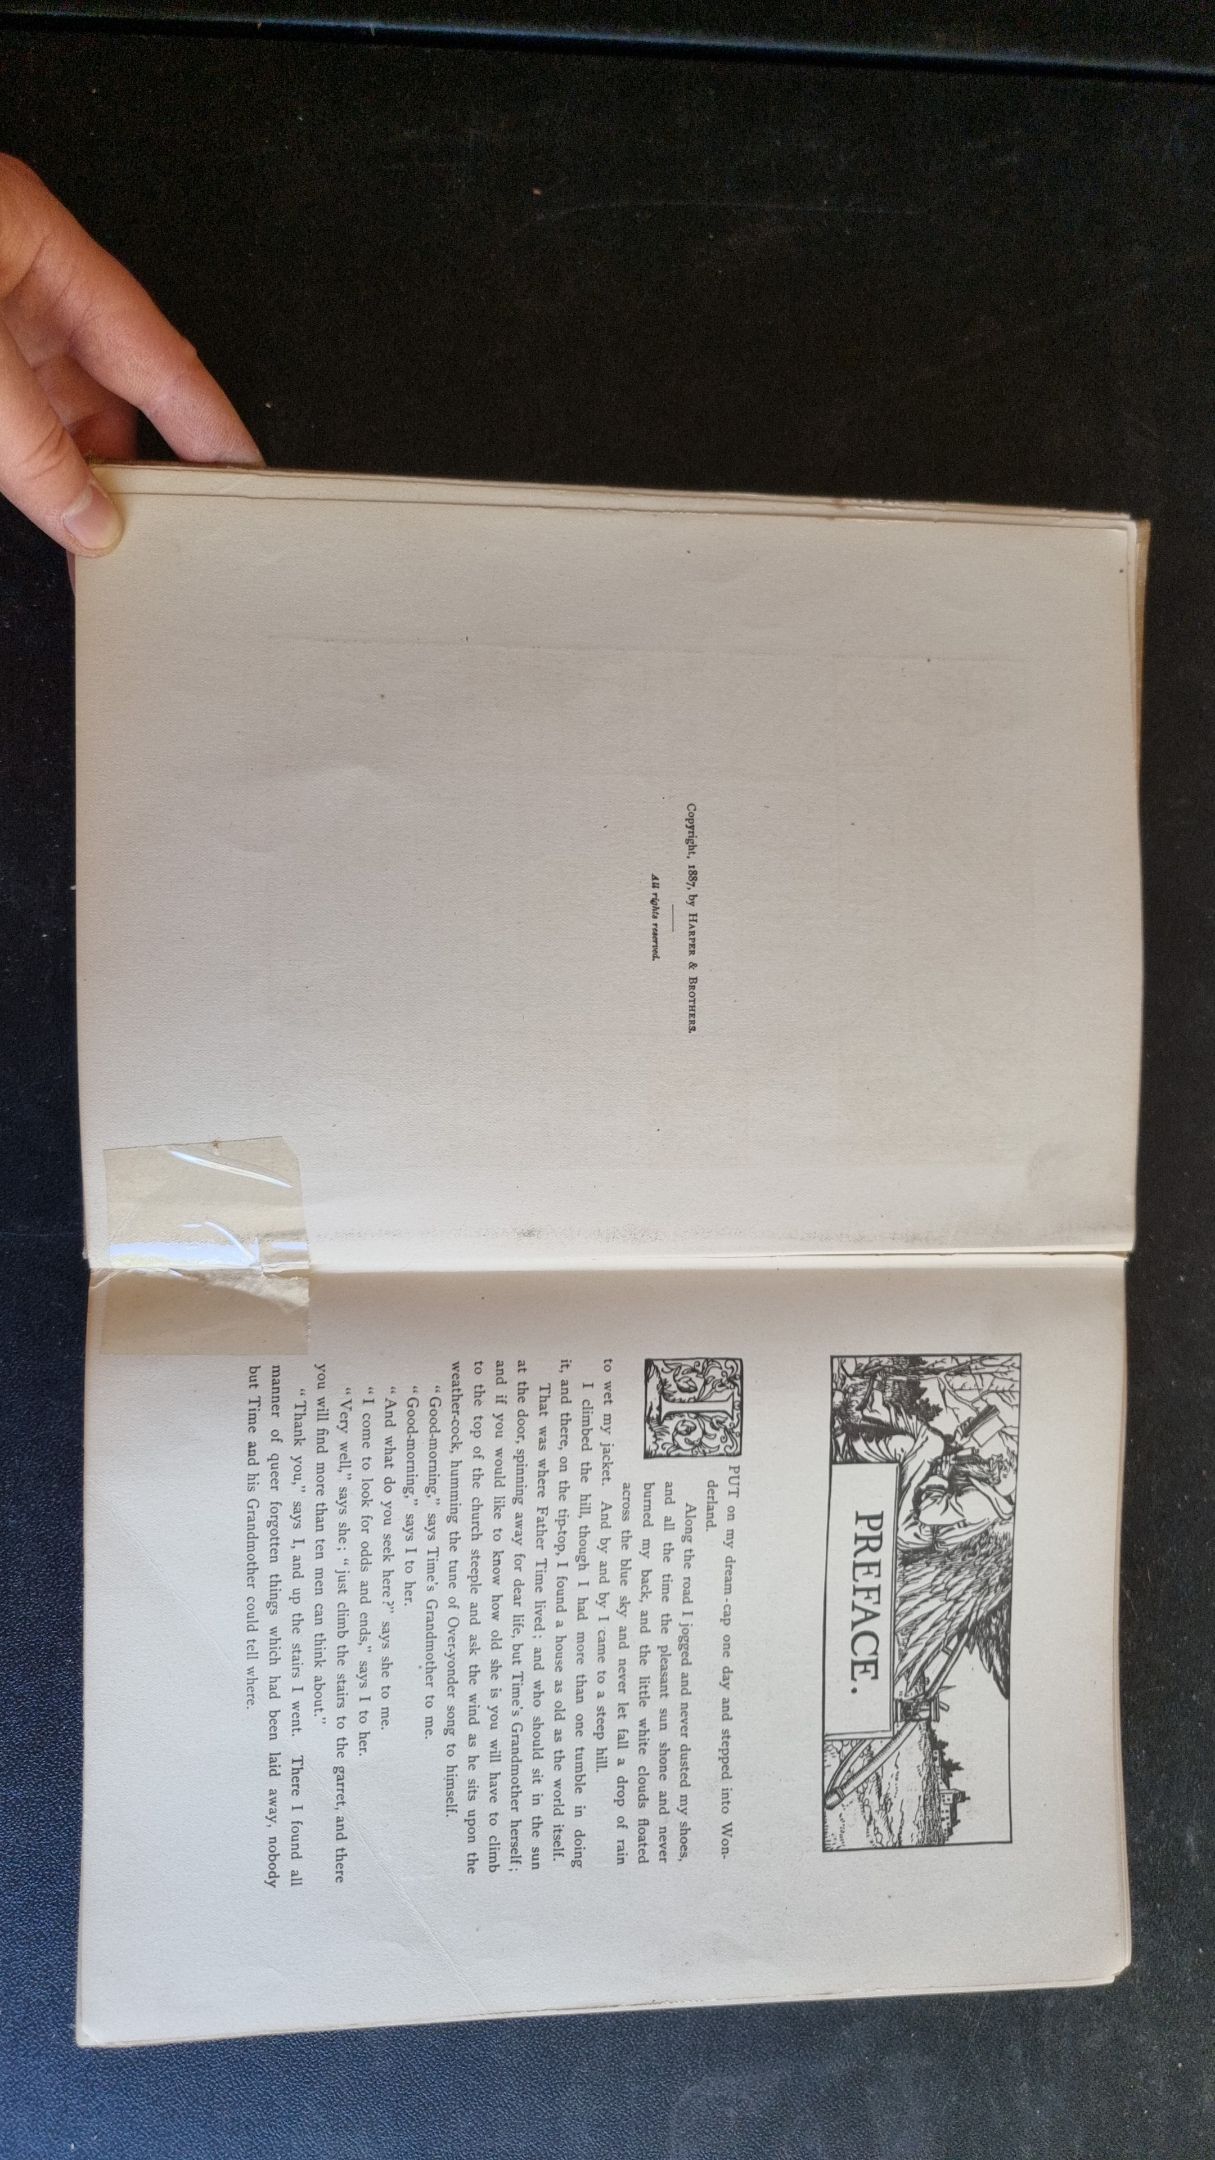 Copyright, 1887, by HARPER & BROTHERS.
All rights reserved.
PREFACE.
I PUT on my dream-cap one day and stepped into Won-
derland.
Along the road I jogged and never dusted my shoes,
and all the time the pleasant sun shone and never
burned my back, and the little white clouds floated
across the blue sky and never let fall a drop of rain
to wet my jacket. And by and by I came to a steep hill.
I climbed the hill, though I had more than one tumble in doing
it, and there, on the tip-top, I found a house as old as the world itself.
That was where Father Time lived; and who should sit in the sun
at the door, spinning away for dear life, but Time's Grandmother herself;
and if you would like to know how old she is you will have to climb
to the top of the church steeple and ask the wind as he sits upon the
weather-cock, humming the tune of Over-yonder song to himself.
“Good-morning,” says Time's Grandmother to me.
“Good-morning,” says I to her.
“And what do you seek here?” says she to me.
“I come to look for odds and ends,” says I to her.
“Very well,” says she; “just climb the stairs to the garret, and there
you will find more than ten men can think about.”
“Thank you,” says I, and up the stairs I went. There I found all
manner of queer forgotten things which had been laid away, nobody
but Time and his Grandmother could tell where.